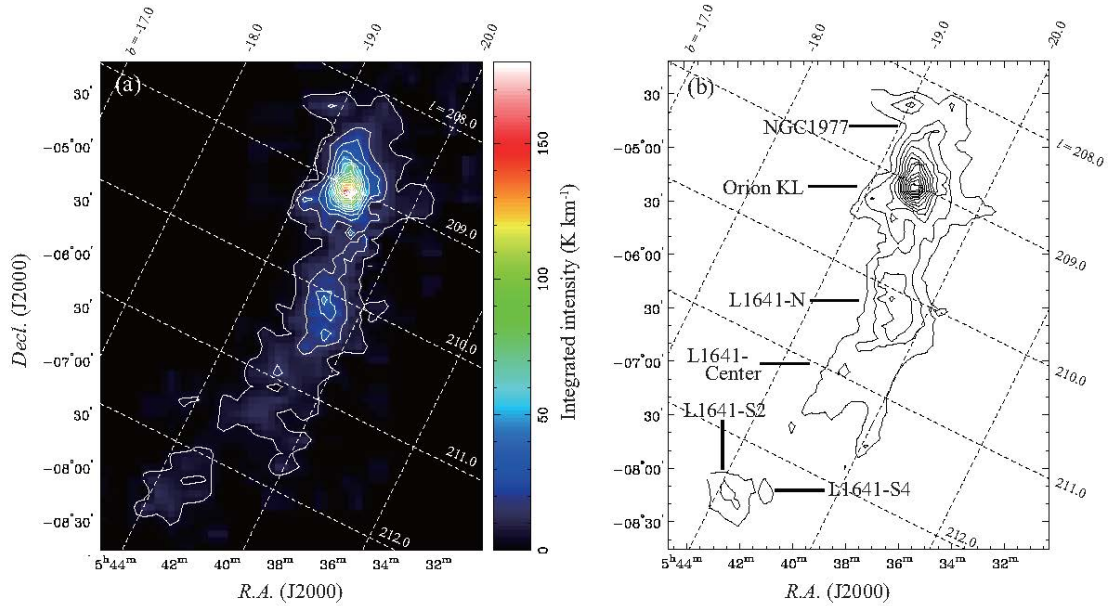 b = -17.0
-18.0
-19.0
-20.0
(a)
l = 208.0
209.0
210.0
211.0
212.0
30'
-05°00'
30'
-06°00'
30'
-07°00'
30'
-08°00'
-08°30'
Decl. (J2000)
5ʰ44ᵐ
42ᵐ
40ᵐ
38ᵐ
36ᵐ
34ᵐ
32ᵐ
R.A. (J2000)
150
100
50
0
Integrated intensity (K km⁻¹)
b = -17.0
-18.0
-19.0
-20.0
(b)
l = 208.0
209.0
210.0
211.0
212.0
NGC1977
Orion KL
L1641-N
L1641-
Center
L1641-S2
L1641-S4
30'
-05°00'
30'
-06°00'
30'
-07°00'
30'
-08°00'
-08°30'
5ʰ44ᵐ
42ᵐ
40ᵐ
38ᵐ
36ᵐ
34ᵐ
32ᵐ
R.A. (J2000)